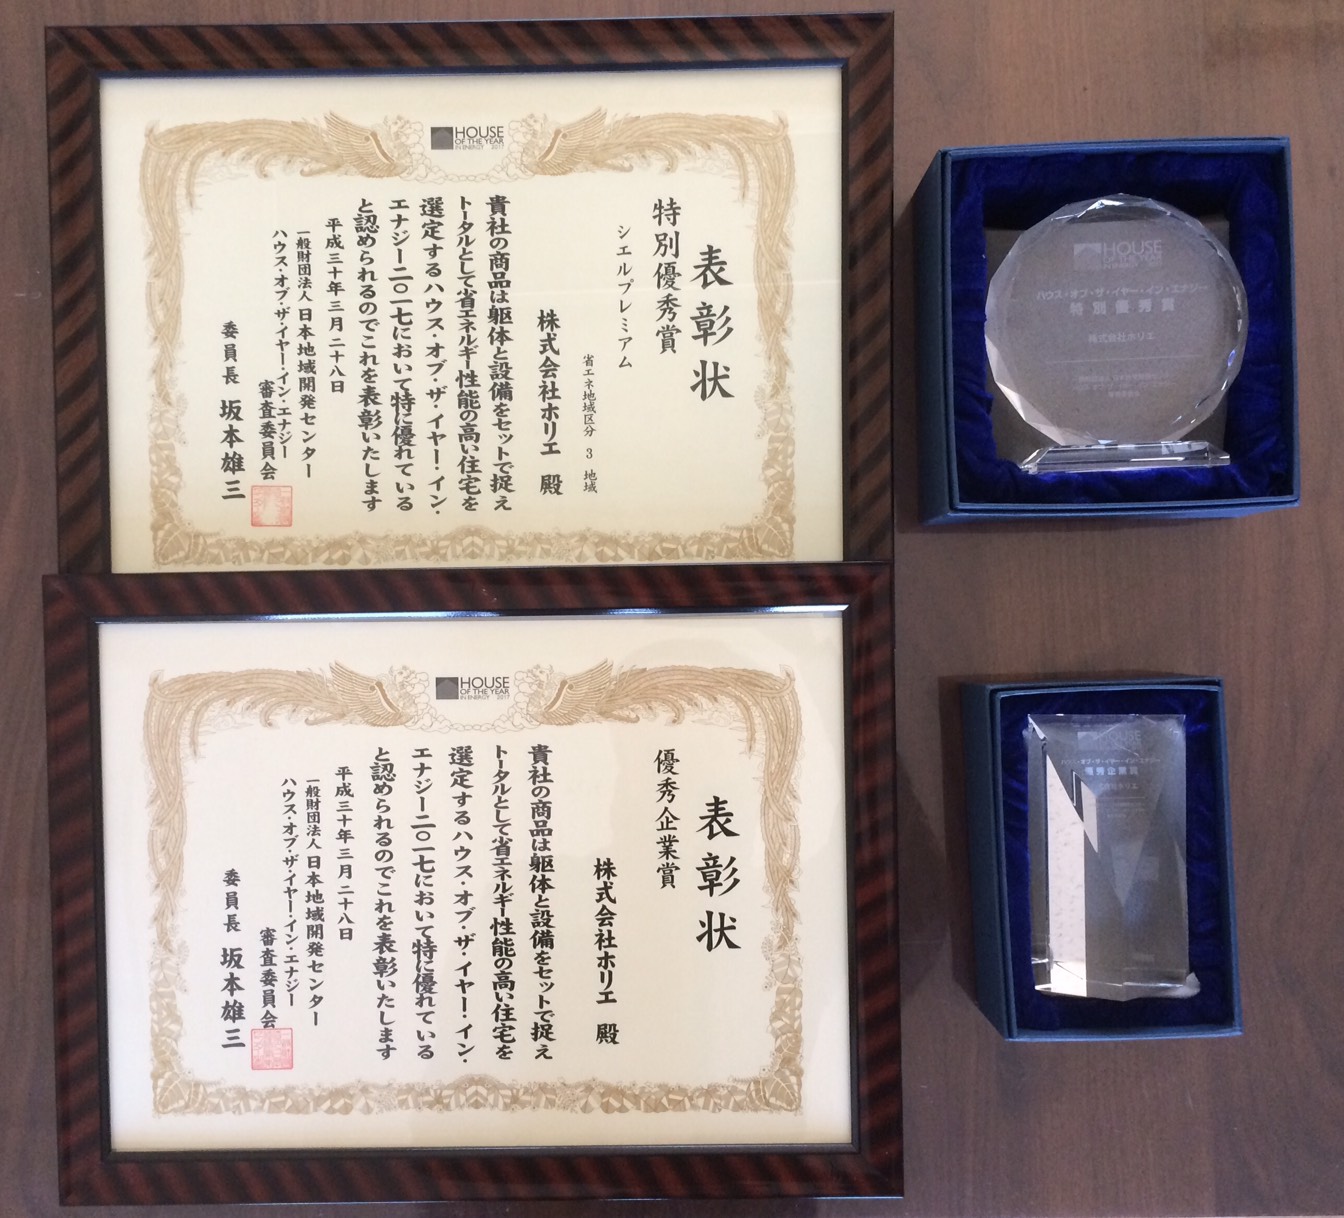 HOUSE
OF THE YEAR
IN ENERGY 2017
表彰状
特別優秀賞
シェルプレミアム
省エネ地域区分 3 地域
株式会社ホリエ 殿
貴社の商品は躯体と設備をセットで捉え
トータルとして省エネルギー性能の高い住宅を
選定するハウス・オブ・ザ・イヤー・イン・
エナジー二〇一七において特に優れている
と認められるのでこれを表彰いたします
平成三十年三月二十八日
一般財団法人日本地域開発センター
ハウス・オブ・ザ・イヤー・イン・エナジー
審査委員会
委員長 坂本雄三
HOUSE
OF THE YEAR
IN ENERGY 2017
表彰状
優秀企業賞
株式会社ホリエ 殿
貴社の商品は躯体と設備をセットで捉え
トータルとして省エネルギー性能の高い住宅を
選定するハウス・オブ・ザ・イヤー・イン・
エナジー二〇一七において特に優れている
と認められるのでこれを表彰いたします
平成三十年三月二十八日
一般財団法人日本地域開発センター
ハウス・オブ・ザ・イヤー・イン・エナジー
審査委員会
委員長 坂本雄三
HOUSE
ハウス・オブ・ザ・イヤー・イン・エナジー
特別優秀賞
株式会社ホリエ
HOUSE
ハウス・オブ・ザ・イヤー・イン・エナジー
優秀企業賞